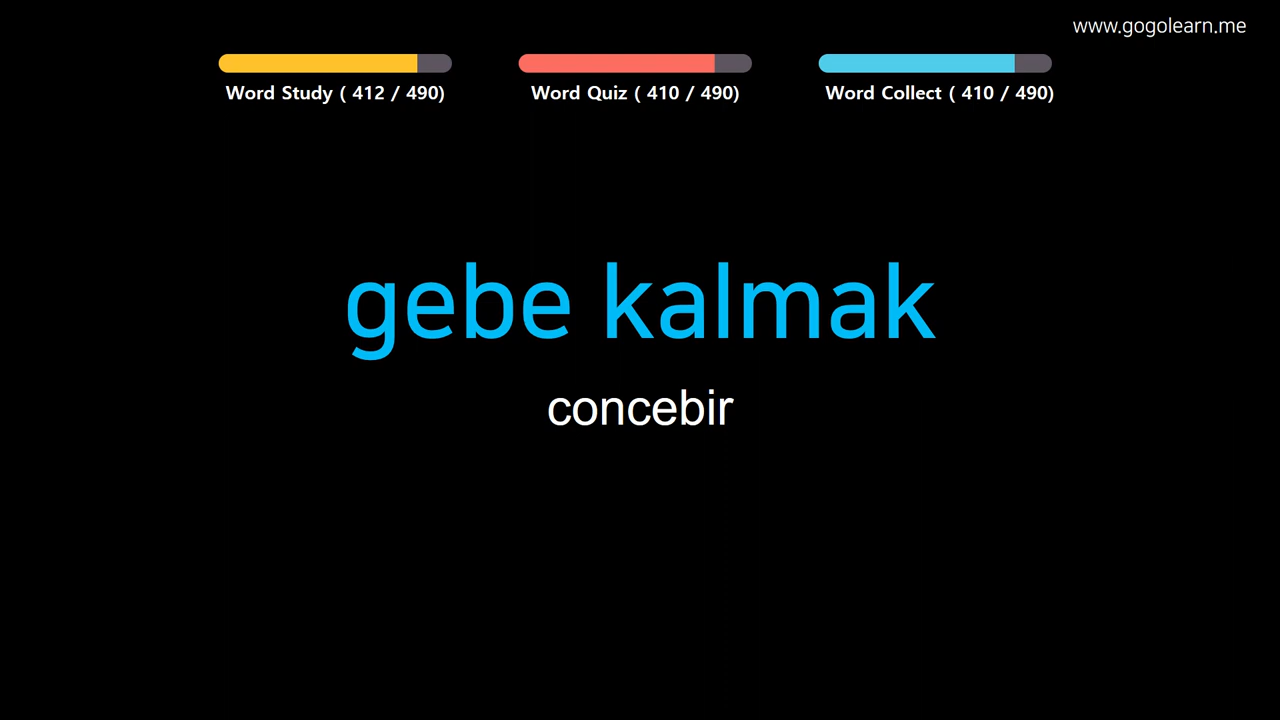 www.gogolearn.me
Word Study ( 412 / 490)
Word Quiz ( 410 / 490)
Word Collect ( 410 / 490)
gebe kalmak
concebir